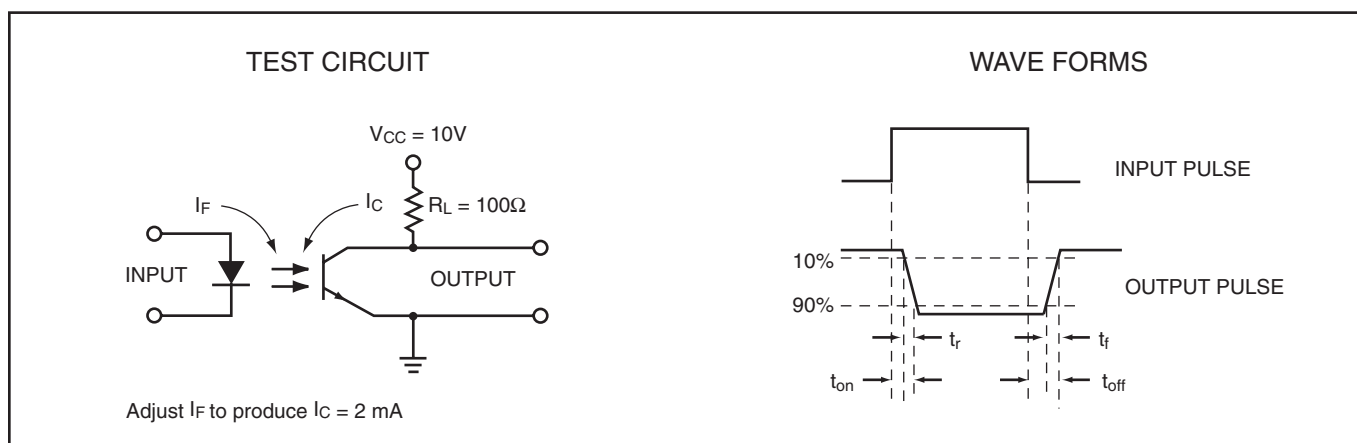 TEST CIRCUIT
WAVE FORMS
VCC = 10V
IF
IC
RL = 100Ω
INPUT
OUTPUT
Adjust IF to produce IC = 2 mA
INPUT PULSE
10%
90%
OUTPUT PULSE
tr
tf
ton
toff